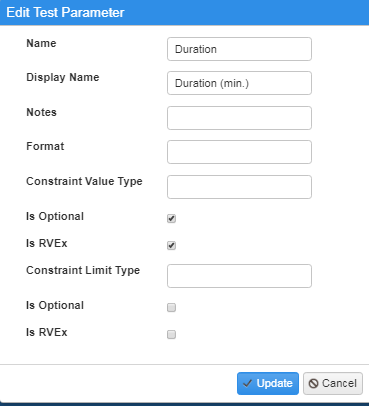 Edit Test Parameter
Name
Duration
Display Name
Duration (min.)
Notes
Format
Constraint Value Type
Is Optional
Is RVEx
Constraint Limit Type
Is Optional
Is RVEx
Update
Cancel